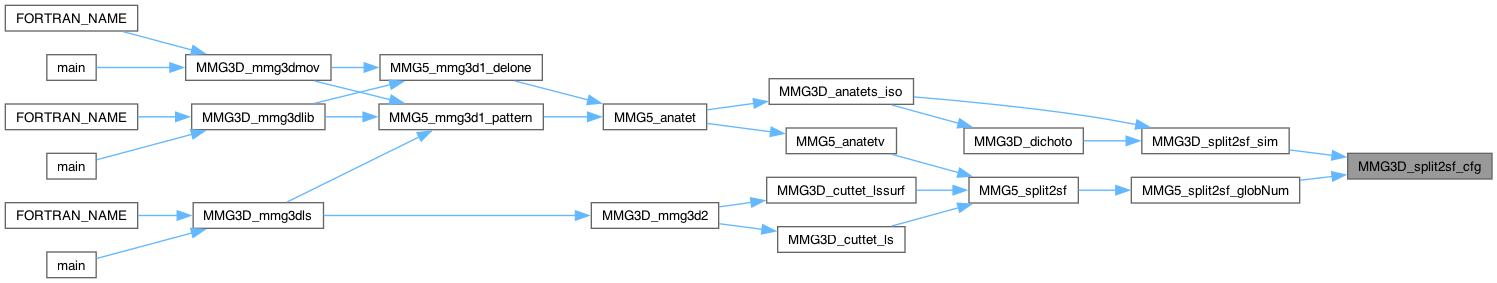 FORTRAN_NAME
main
MMG3D_mmg3dmov
MMG5_mmg3d1_delone
FORTRAN_NAME
MMG3D_mmg3dlib
MMG5_mmg3d1_pattern
main
MMG5_anatet
MMG3D_anatets_iso
MMG5_anatetv
MMG3D_dichoto
MMG3D_split2sf_sim
MMG3D_split2sf_cfg
FORTRAN_NAME
MMG3D_mmg3dls
main
MMG3D_mmg3d2
MMG3D_cuttet_lssurf
MMG3D_cuttet_ls
MMG5_split2sf
MMG5_split2sf_globNum